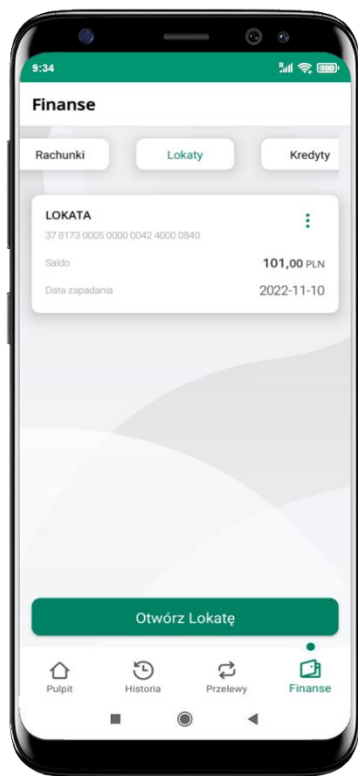 9:34
Finanse
Rachunki Lokaty Kredyty
LOKATA
37 8173 0005 0000 0042 4000 0840
Saldo 101,00 PLN
Data zapadania 2022-11-10
Otwórz Lokatę
Pulpit Historia Przelewy Finanse